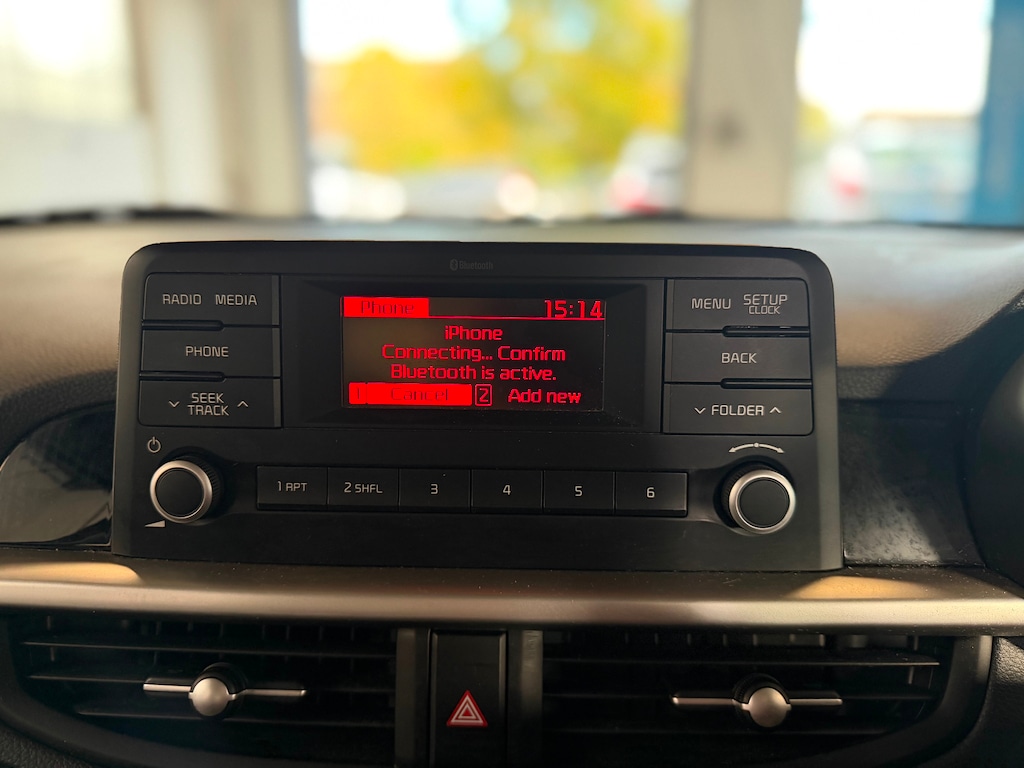 Bluetooth
RADIO MEDIA
PHONE
SEEK
TRACK
Phone 15:14
iPhone
Connecting... Confirm
Bluetooth is active.
Cancel 2 Add new
MENU SETUP
CLOCK
BACK
FOLDER
1 RPT 2 SHFL 3 4 5 6